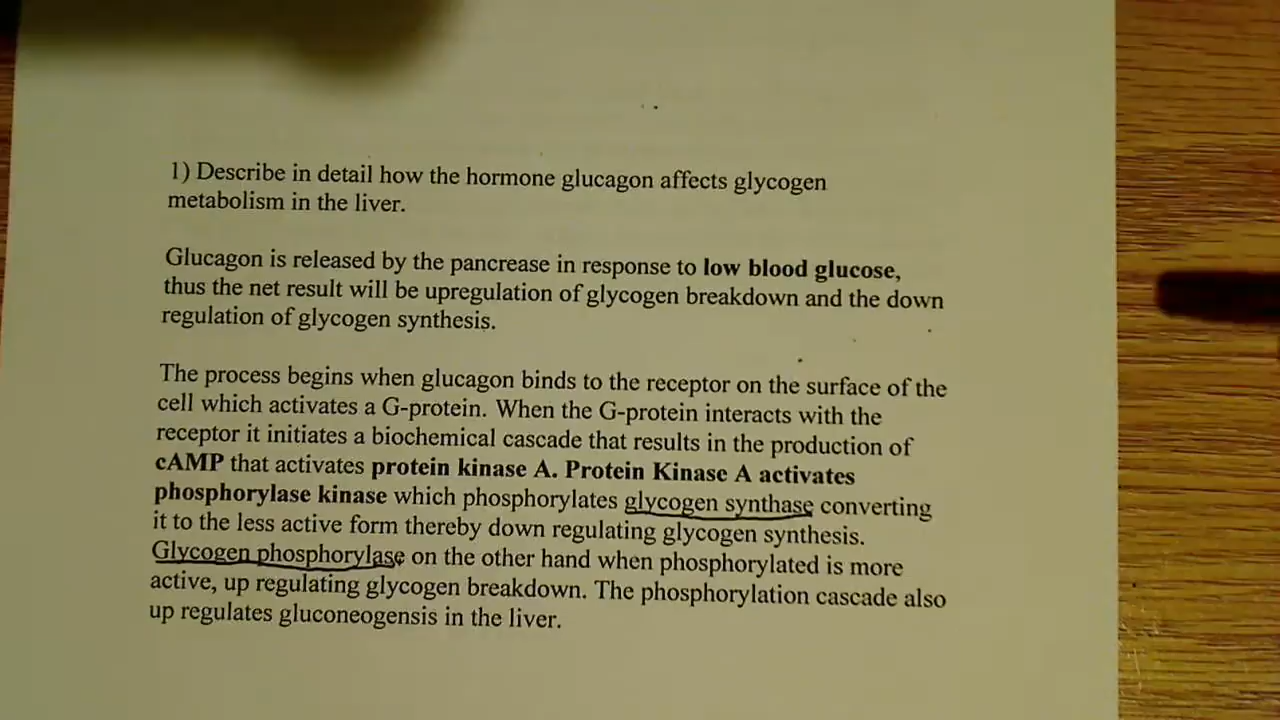 1) Describe in detail how the hormone glucagon affects glycogen
metabolism in the liver.
Glucagon is released by the pancrease in response to low blood glucose,
thus the net result will be upregulation of glycogen breakdown and the down
regulation of glycogen synthesis.
The process begins when glucagon binds to the receptor on the surface of the
cell which activates a G-protein. When the G-protein interacts with the
receptor it initiates a biochemical cascade that results in the production of
cAMP that activates protein kinase A. Protein Kinase A activates
phosphorylase kinase which phosphorylates glycogen synthase converting
it to the less active form thereby down regulating glycogen synthesis.
Glycogen phosphorylase on the other hand when phosphorylated is more
active, up regulating glycogen breakdown. The phosphorylation cascade also
up regulates gluconeogensis in the liver.